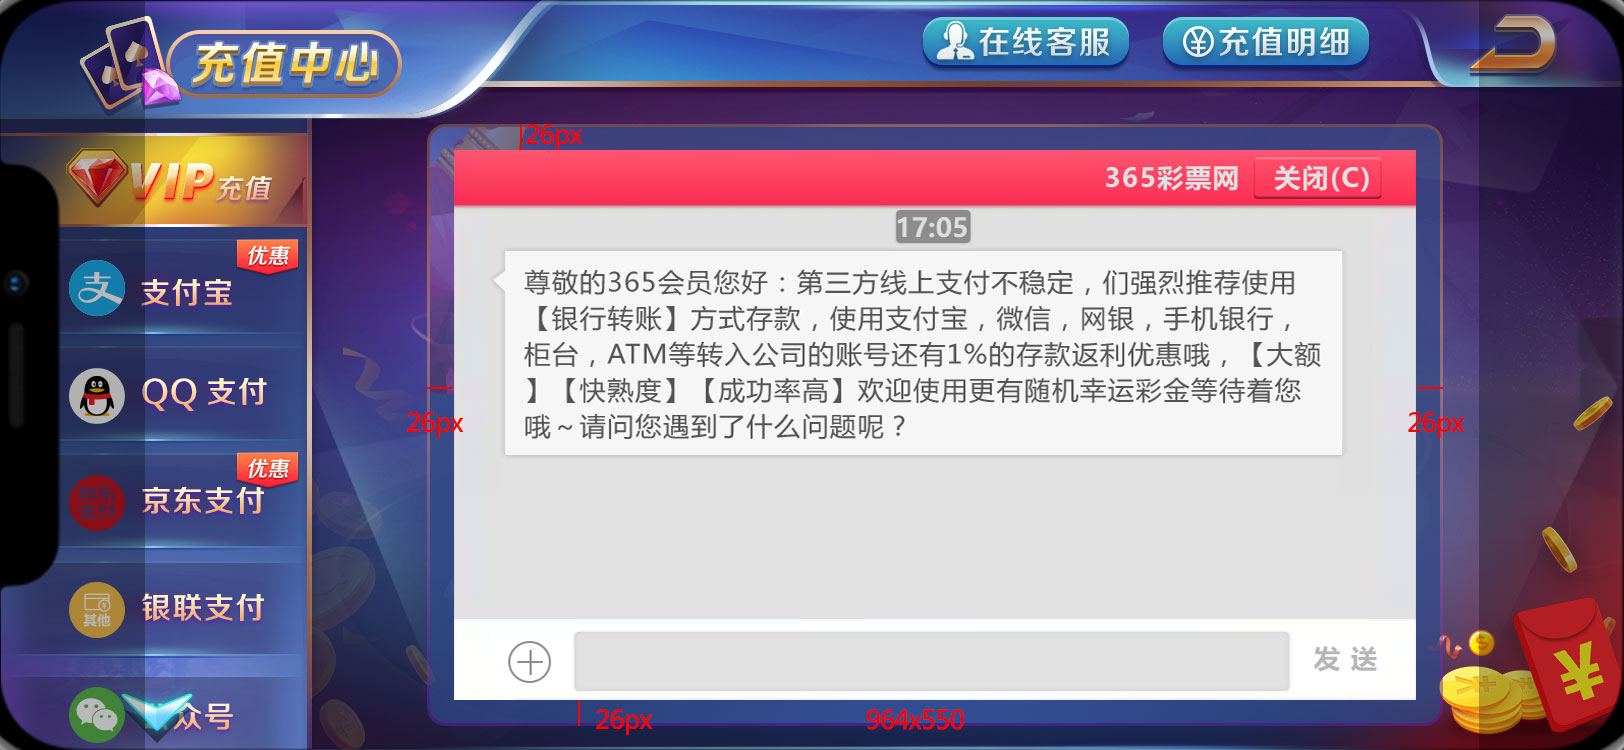 充值中心
在线客服
充值明细
VIP充值
优惠
支付宝
QQ 支付
优惠
京东支付
京东
支付
银联支付
其他
众号
26px
365彩票网
关闭(C)
17:05
尊敬的365会员您好：第三方线上支付不稳定，们强烈推荐使用
【银行转账】方式存款，使用支付宝，微信，网银，手机银行，
柜台，ATM等转入公司的账号还有1%的存款返利优惠哦，【大额
】【快熟度】【成功率高】欢迎使用更有随机幸运彩金等待着您
哦～请问您遇到了什么问题呢？
26px
26px
发 送
26px
964x550